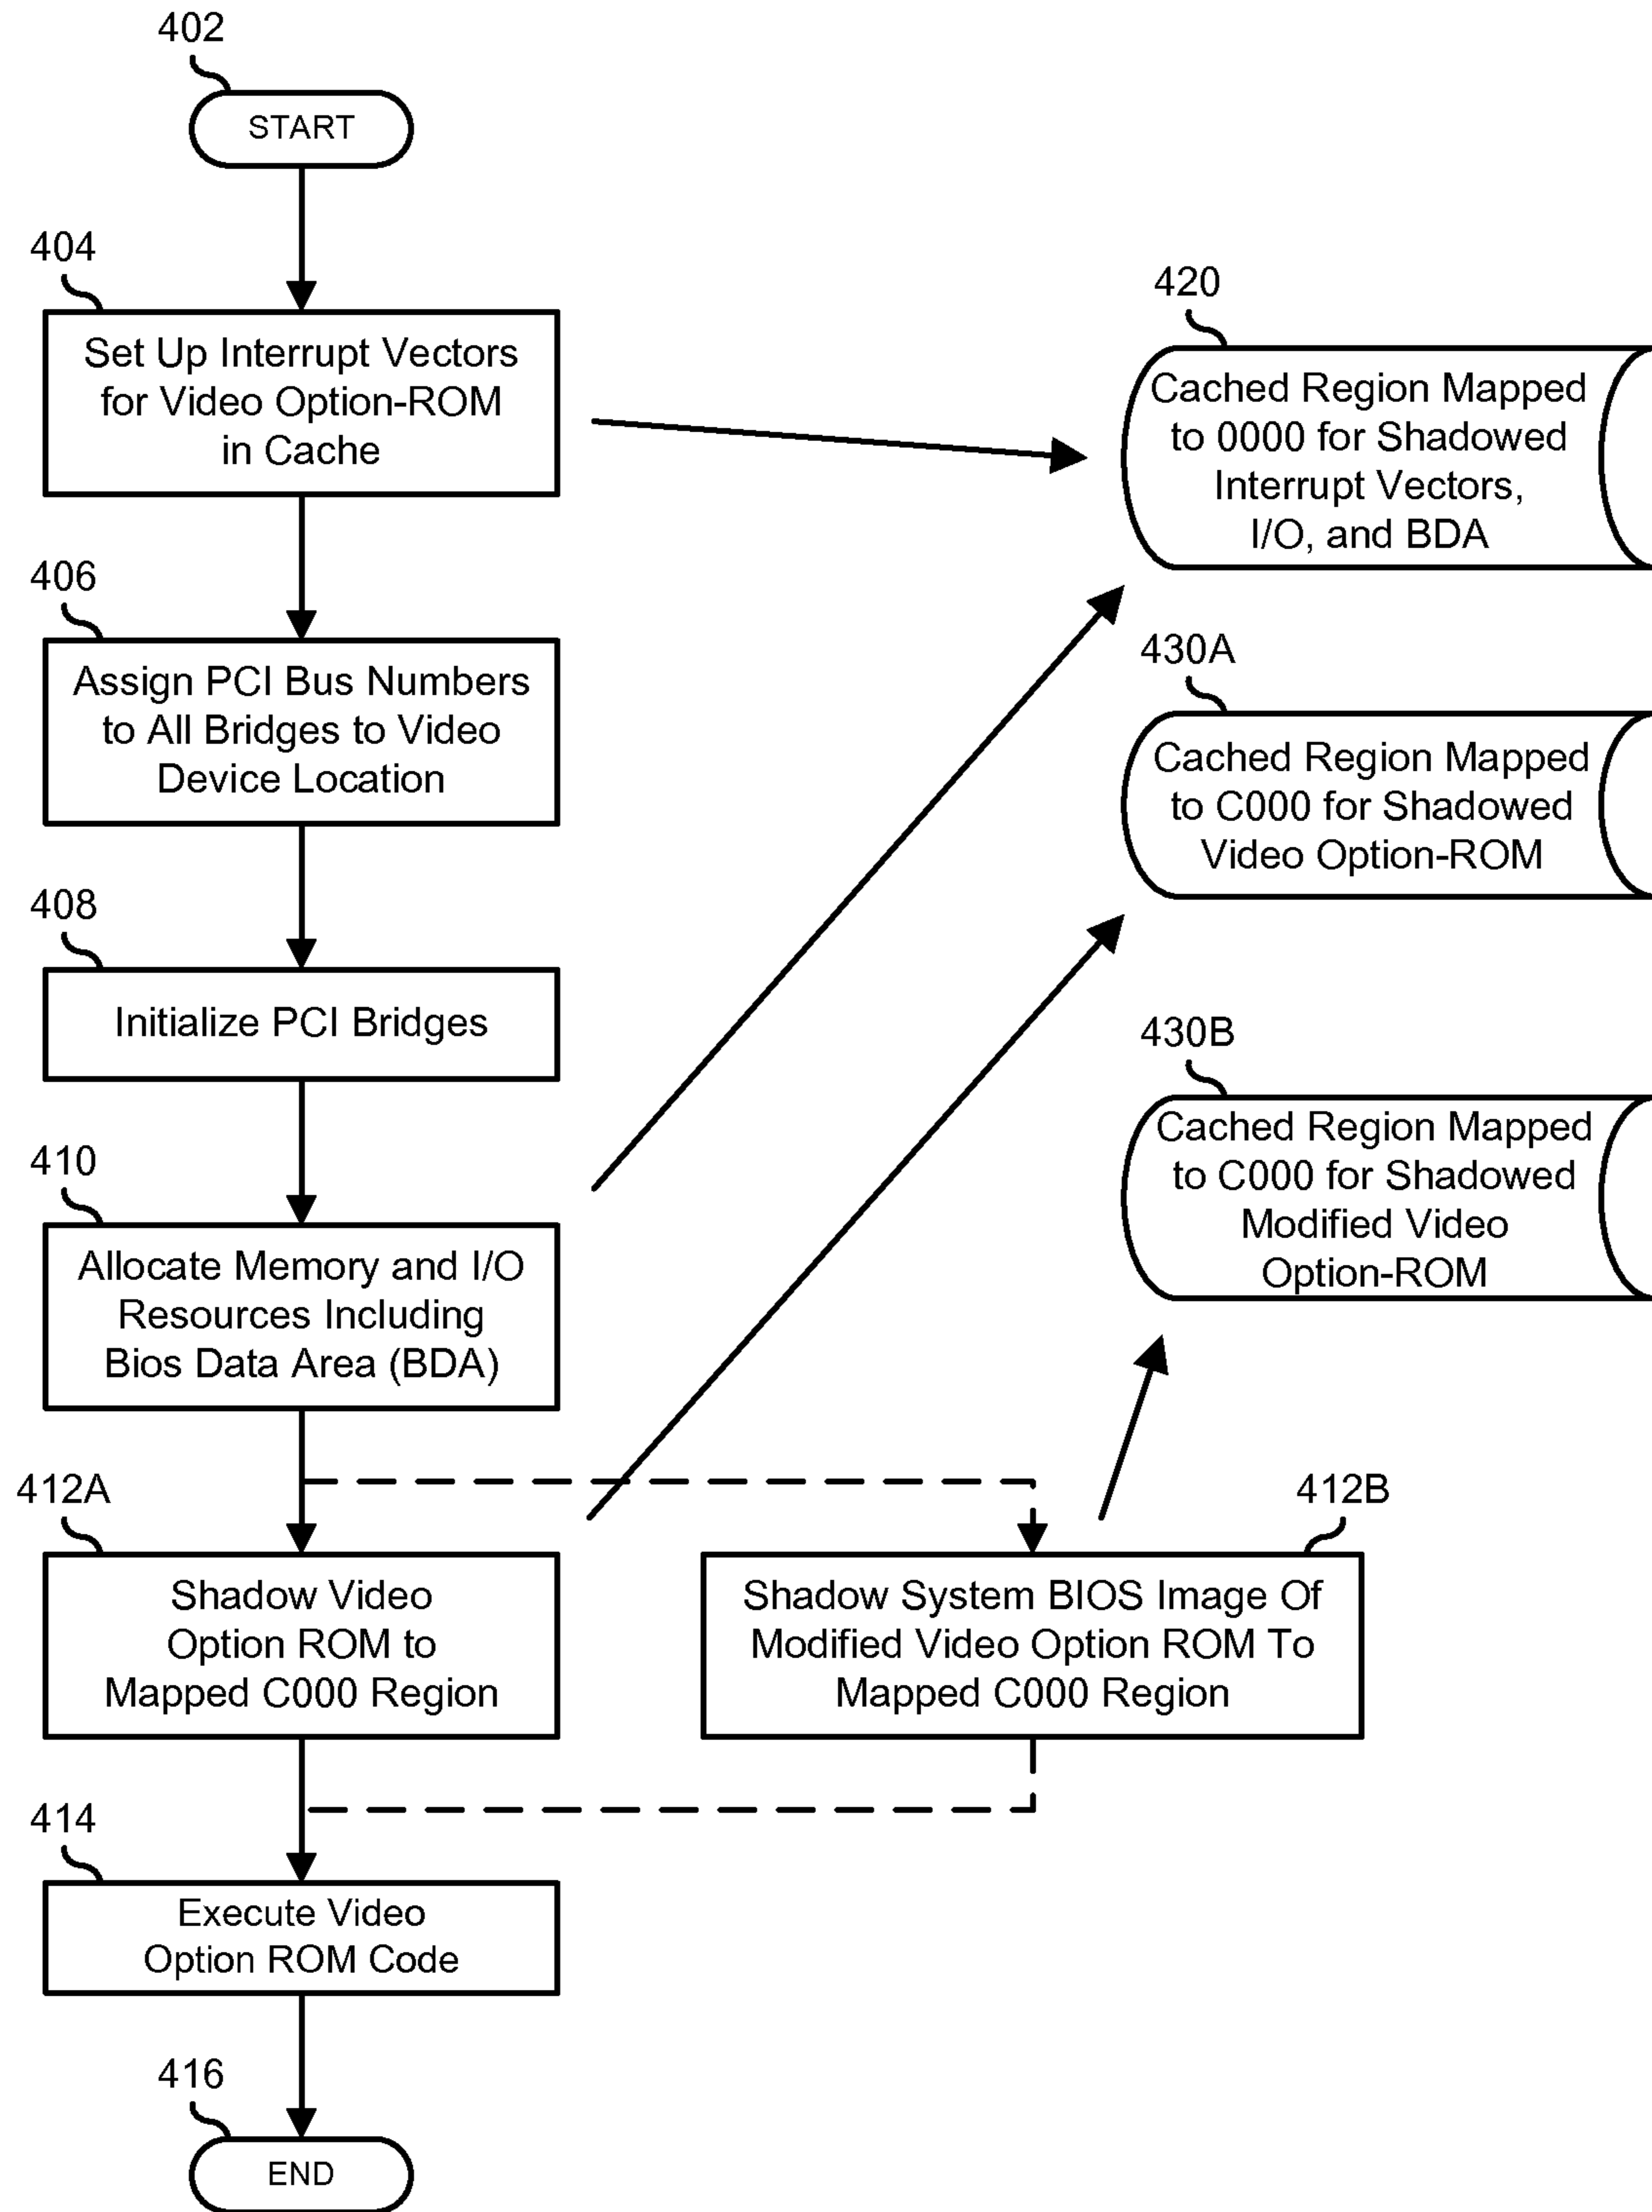 402
START
404
Set Up Interrupt Vectors
for Video Option-ROM
in Cache
420
Cached Region Mapped
to 0000 for Shadowed
Interrupt Vectors,
I/O, and BDA
406
Assign PCI Bus Numbers
to All Bridges to Video
Device Location
430A
Cached Region Mapped
to C000 for Shadowed
Video Option-ROM
408
Initialize PCI Bridges
430B
Cached Region Mapped
to C000 for Shadowed
Modified Video
Option-ROM
410
Allocate Memory and I/O
Resources Including
Bios Data Area (BDA)
412A
Shadow Video
Option ROM to
Mapped C000 Region
412B
Shadow System BIOS Image Of
Modified Video Option ROM To
Mapped C000 Region
414
Execute Video
Option ROM Code
416
END